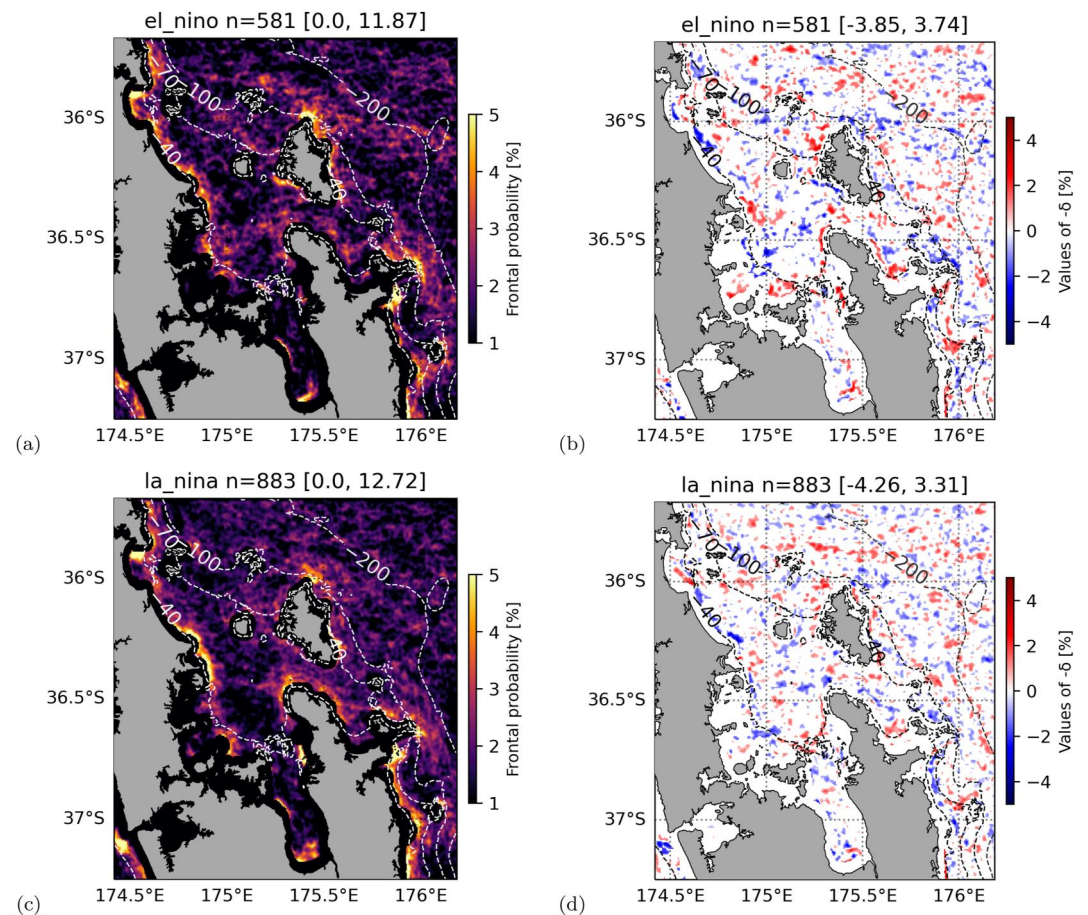 el_nino n=581 [0.0, 11.87]
-70
-100
-200
40
40
36°S
36.5°S
37°S
174.5°E 175°E 175.5°E 176°E
5
4
3
2
1
Frontal probability [%]
(a)
el_nino n=581 [-3.85, 3.74]
-70
-100
-200
40
40
36°S
36.5°S
37°S
174.5°E 175°E 175.5°E 176°E
4
2
0
−2
−4
Values of -δ [%]
(b)
la_nina n=883 [0.0, 12.72]
-70
-100
-200
40
40
36°S
36.5°S
37°S
174.5°E 175°E 175.5°E 176°E
5
4
3
2
1
Frontal probability [%]
(c)
la_nina n=883 [-4.26, 3.31]
-70
-100
-200
40
40
36°S
36.5°S
37°S
174.5°E 175°E 175.5°E 176°E
4
2
0
−2
−4
Values of -δ [%]
(d)